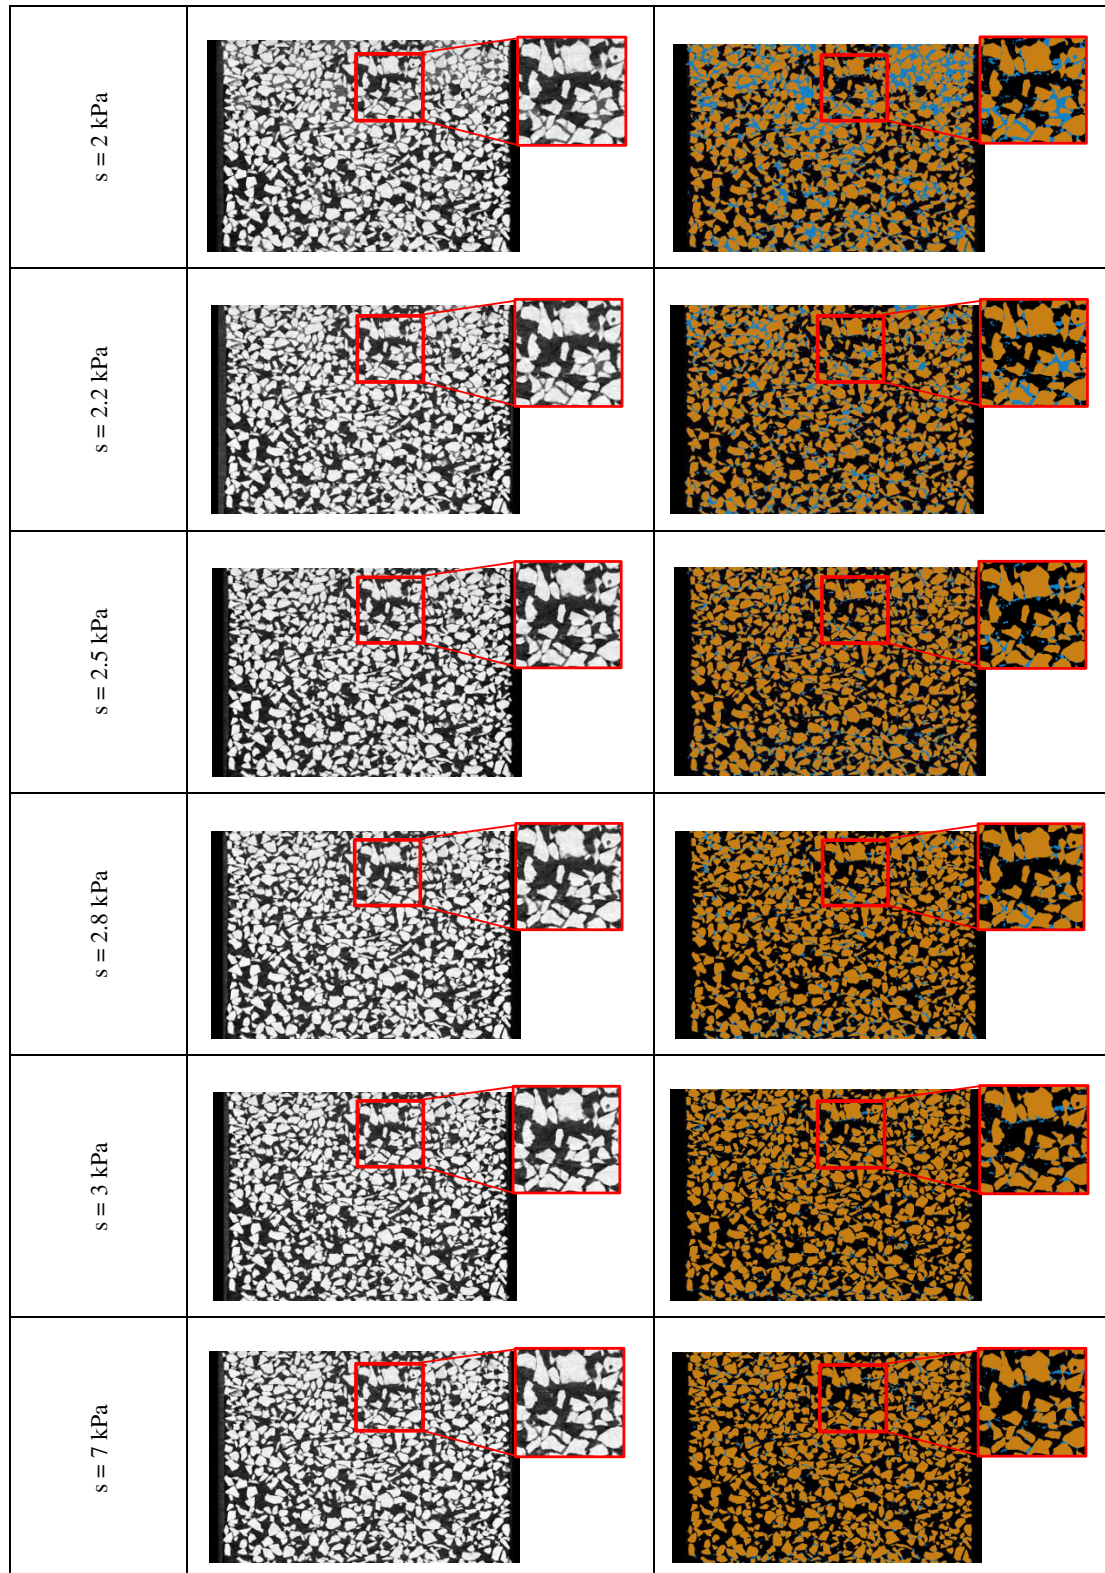 s = 2 kPa
s = 2.2 kPa
s = 2.5 kPa
s = 2.8 kPa
s = 3 kPa
s = 7 kPa